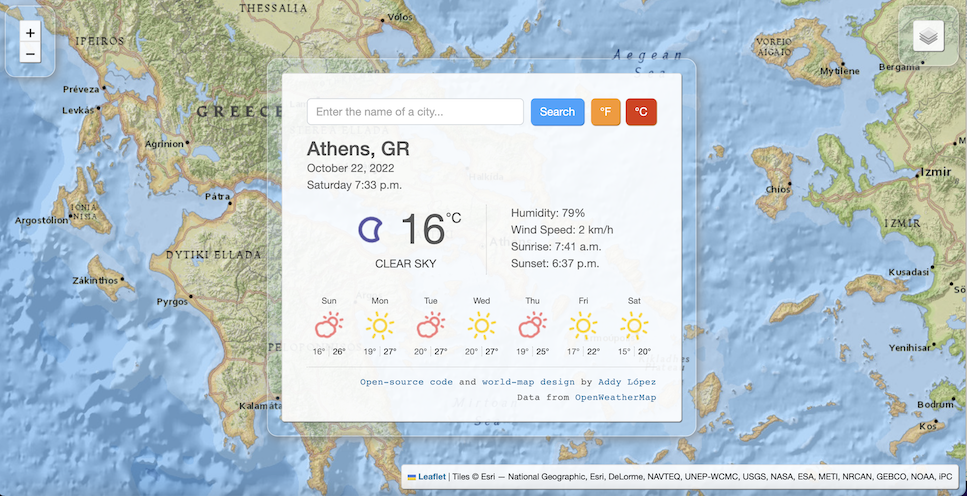 THESSALIA
Vólos
IPEIROS
Aegean
Sea
VOREIO
AIGAIO
Mytilène
Bergama
Préveza
Levkás
GREECE
Agrínion
Pátra
Argostólion
IONIA
NISIA
DYTIKI ELLADA
Zákinthos
Pyrgos
Kalamáta
Chíos
Izmir
IZMIR
Kusadasi
Yenihisar
Bodrum
Kos
+
−
Enter the name of a city...
Search
°F
°C
Athens, GR
October 22, 2022
Saturday 7:33 p.m.
16°C
CLEAR SKY
Humidity: 79%
Wind Speed: 2 km/h
Sunrise: 7:41 a.m.
Sunset: 6:37 p.m.
Sun Mon Tue Wed Thu Fri Sat
16° | 26° 19° | 27° 20° | 27° 20° | 27° 19° | 25° 17° | 22° 15° | 20°
Open-source code and world-map design by Addy López
Data from OpenWeatherMap
Leaflet | Tiles © Esri — National Geographic, Esri, DeLorme, NAVTEQ, UNEP-WCMC, USGS, NASA, ESA, METI, NRCAN, GEBCO, NOAA, iPC